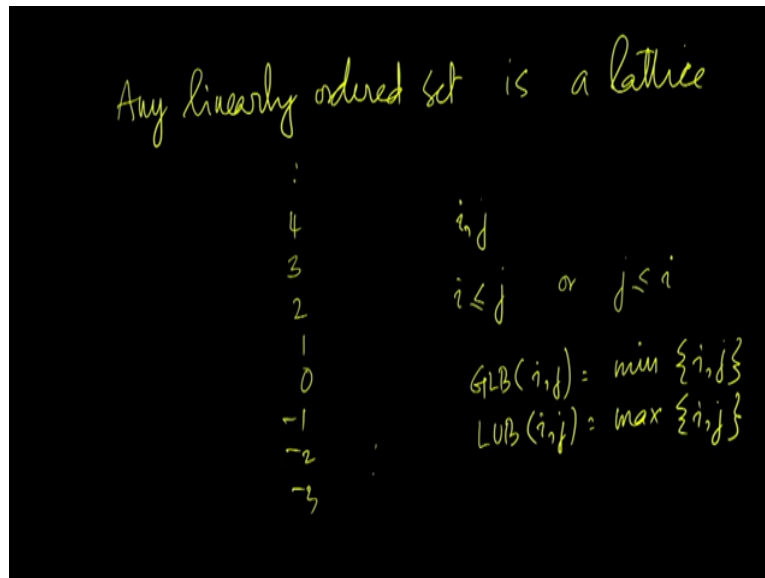 Any linearly ordered set is a lattice
:
4
3
2
1
0
-1
-2
-3
:
i, j
i ≤ j or j ≤ i
GLB(i,j) = min {i,j}
LUB(i,j) = max {i,j}